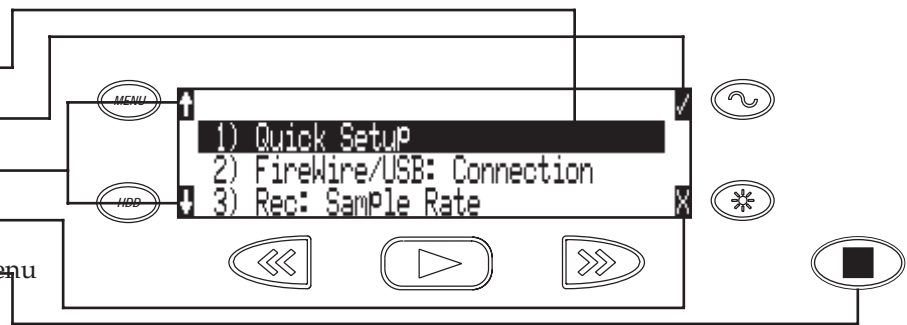 MENU
1) Quick Setup
2) FireWire/USB: Connection
HDD
3) Rec: Sample Rate